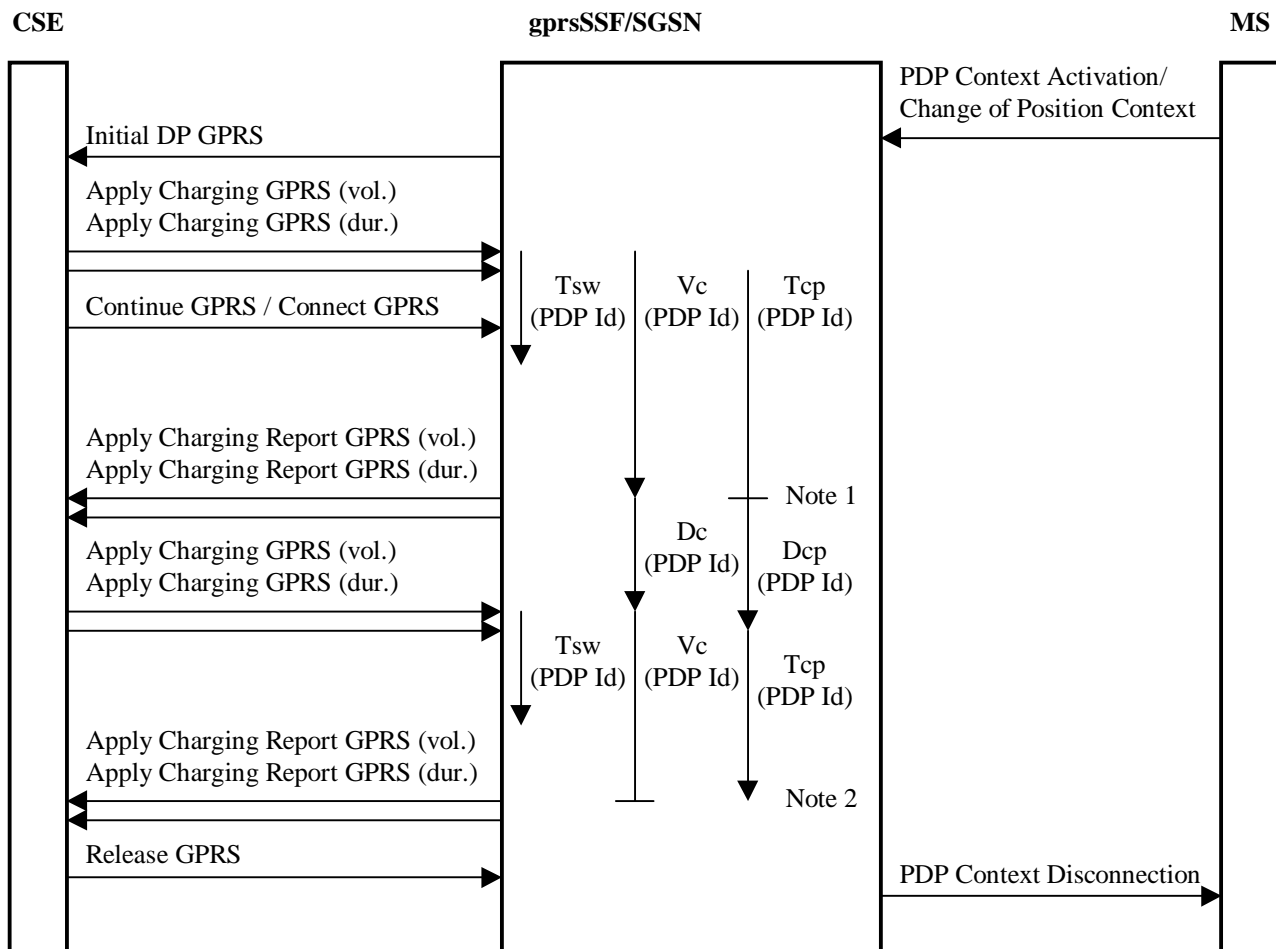 CSE
gprsSSF/SGSN
MS
PDP Context Activation/
Change of Position Context
Initial DP GPRS
Apply Charging GPRS (vol.)
Apply Charging GPRS (dur.)
Tsw
(PDP Id)
Vc
(PDP Id)
Tcp
(PDP Id)
Continue GPRS / Connect GPRS
Apply Charging Report GPRS (vol.)
Apply Charging Report GPRS (dur.)
Note 1
Dc
(PDP Id)
Dcp
(PDP Id)
Apply Charging GPRS (vol.)
Apply Charging GPRS (dur.)
Tsw
(PDP Id)
Vc
(PDP Id)
Tcp
(PDP Id)
Apply Charging Report GPRS (vol.)
Apply Charging Report GPRS (dur.)
Note 2
Release GPRS
PDP Context Disconnection